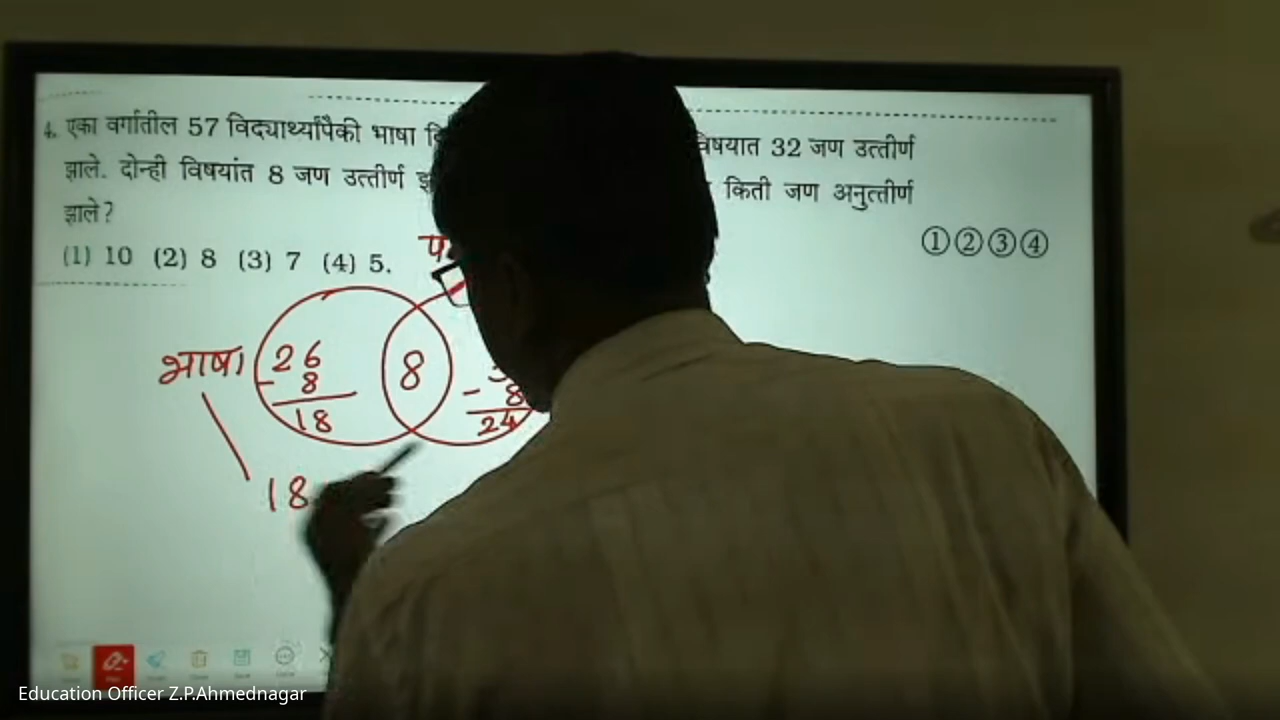 4. एका वर्गातील 57 विद्यार्थ्यांपैकी भाषा विषयात 32 जण उत्तीर्ण
झाले. दोन्ही विषयांत 8 जण उत्तीर्ण किती जण अनुत्तीर्ण
झाले?
(1) 10 (2) 8 (3) 7 (4) 5.
①②③④
भाषा 26 8
- 8 - 8
18 24
18
Education Officer Z.P.Ahmednagar